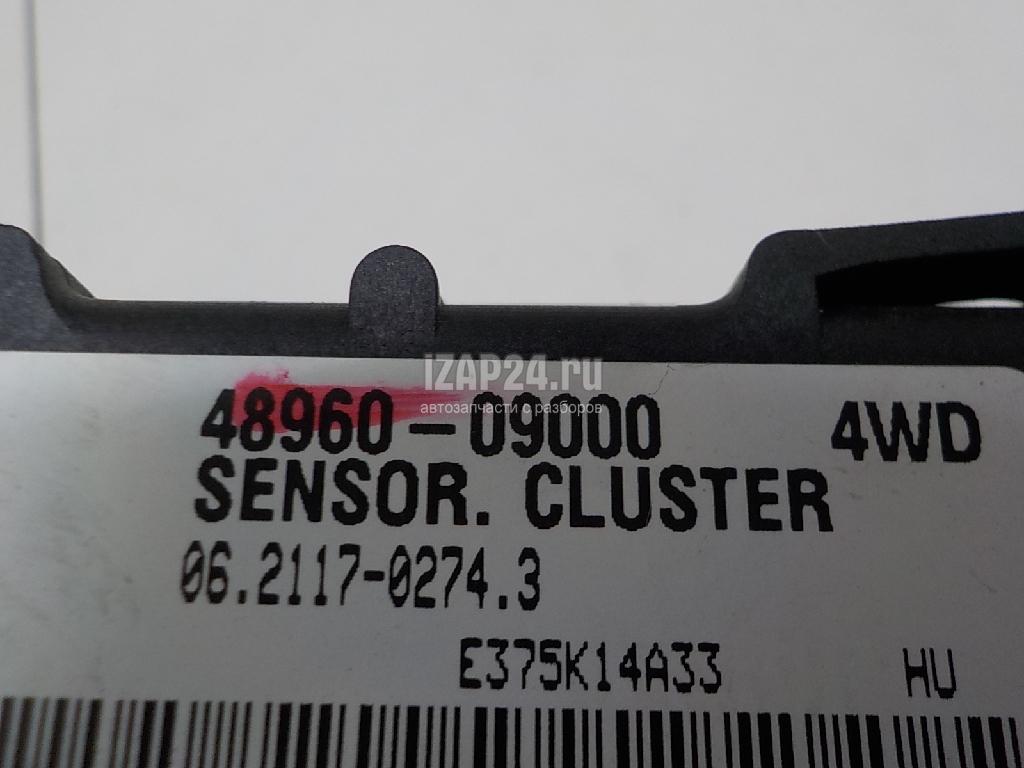 IZAP24.ru
автозапчасти с разборов
48960-09000 4WD
SENSOR. CLUSTER
06.2117-0274.3
E375K14A33 HU